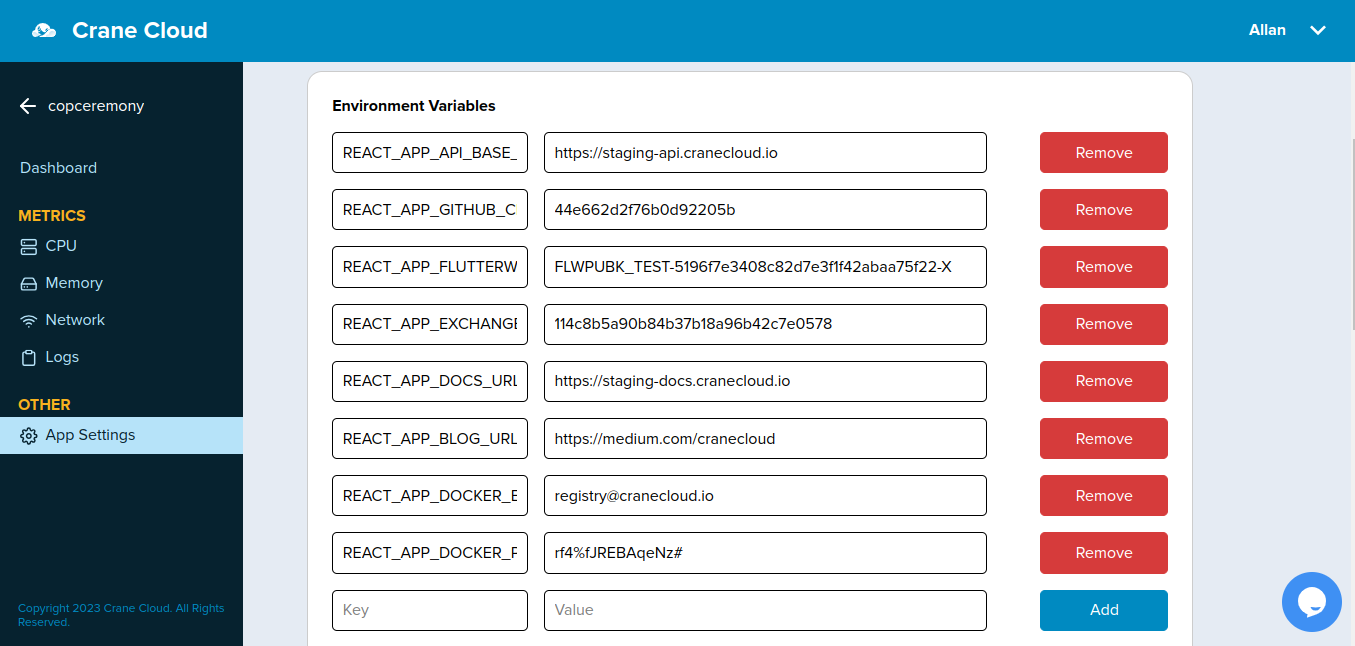 Crane Cloud
Allan
copceremony
Dashboard
METRICS
CPU
Memory
Network
Logs
OTHER
App Settings
Copyright 2023 Crane Cloud. All Rights
Reserved.
Environment Variables
REACT_APP_API_BASE_ https://staging-api.cranecloud.io Remove
REACT_APP_GITHUB_C 44e662d2f76b0d92205b Remove
REACT_APP_FLUTTERW FLWPUBK_TEST-5196f7e3408c82d7e3f1f42abaa75f22-X Remove
REACT_APP_EXCHANGE 114c8b5a90b84b37b18a96b42c7e0578 Remove
REACT_APP_DOCS_URL https://staging-docs.cranecloud.io Remove
REACT_APP_BLOG_URL https://medium.com/cranecloud Remove
REACT_APP_DOCKER_E registry@cranecloud.io Remove
REACT_APP_DOCKER_P rf4%fJREBAqeNz# Remove
Key Value Add